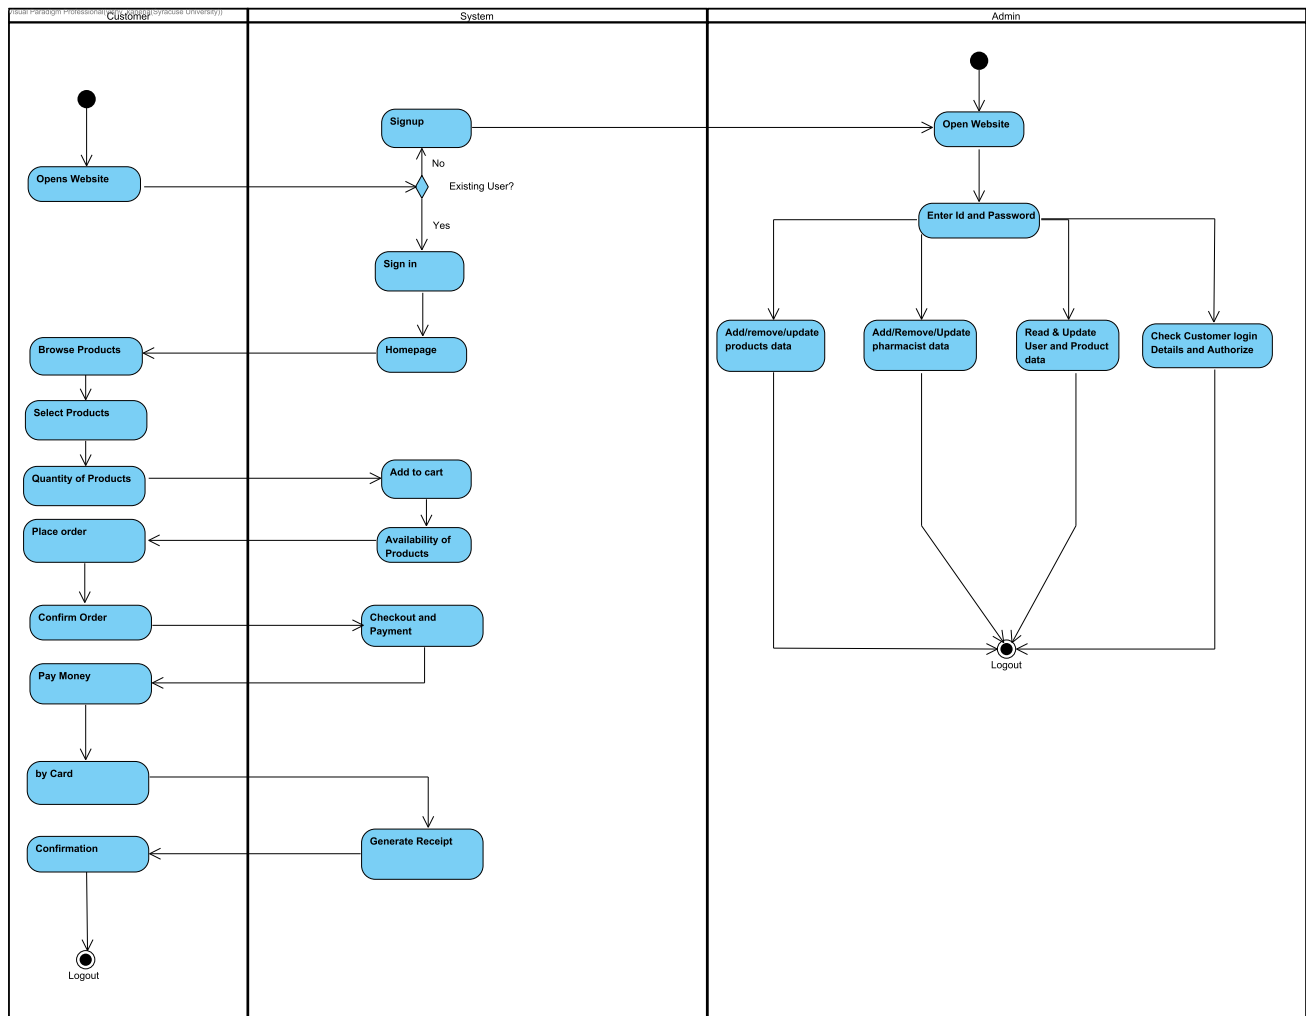 Customer
System
Admin
Signup
Open Website
No
Opens Website
Existing User?
Enter Id and Password
Yes
Sign in
Add/remove/update
products data
Add/Remove/Update
pharmacist data
Read & Update
User and Product
data
Check Customer login
Details and Authorize
Browse Products
Homepage
Select Products
Quantity of Products
Add to cart
Place order
Availability of
Products
Confirm Order
Checkout and
Payment
Logout
Pay Money
by Card
Generate Receipt
Confirmation
Logout